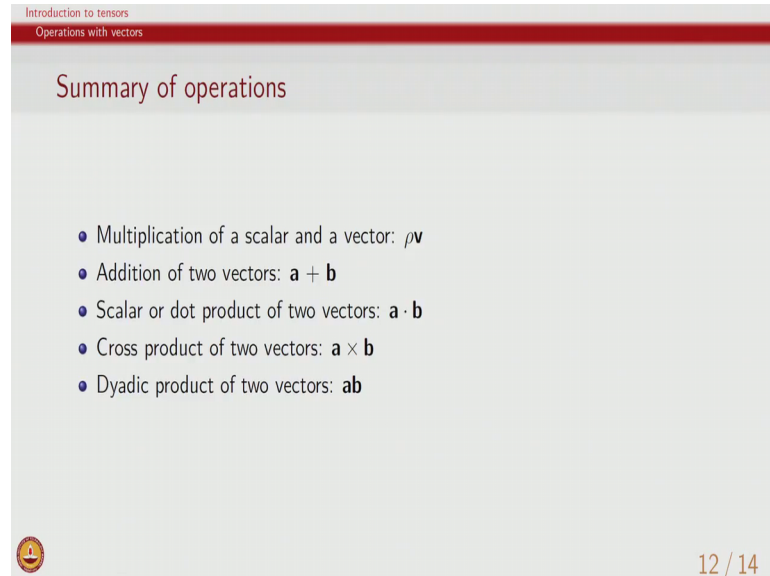 Introduction to tensors
Operations with vectors
Summary of operations
Multiplication of a scalar and a vector: ρv
Addition of two vectors: a + b
Scalar or dot product of two vectors: a · b
Cross product of two vectors: a × b
Dyadic product of two vectors: ab
12 / 14